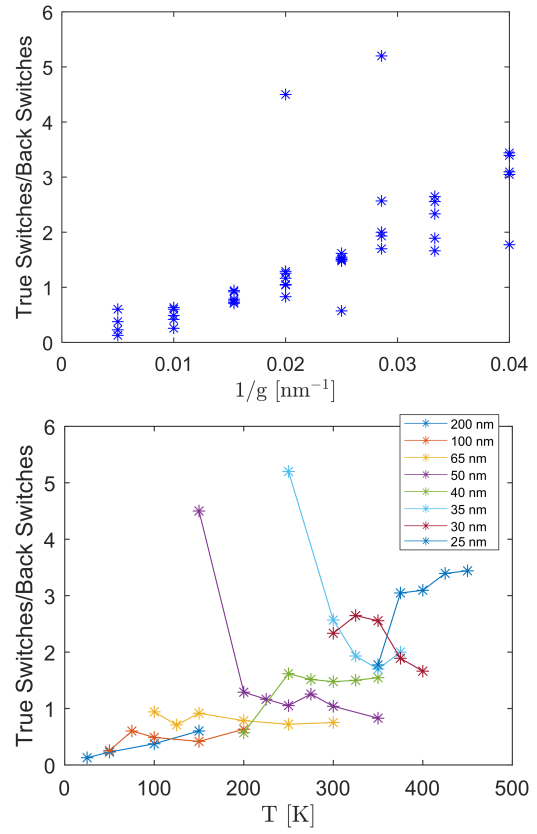 6
5
4
3
2
1
0
True Switches/Back Switches
0 0.01 0.02 0.03 0.04
1/g [nm⁻¹]
6
5
4
3
2
1
0
True Switches/Back Switches
200 nm
100 nm
65 nm
50 nm
40 nm
35 nm
30 nm
25 nm
0 100 200 300 400 500
T [K]